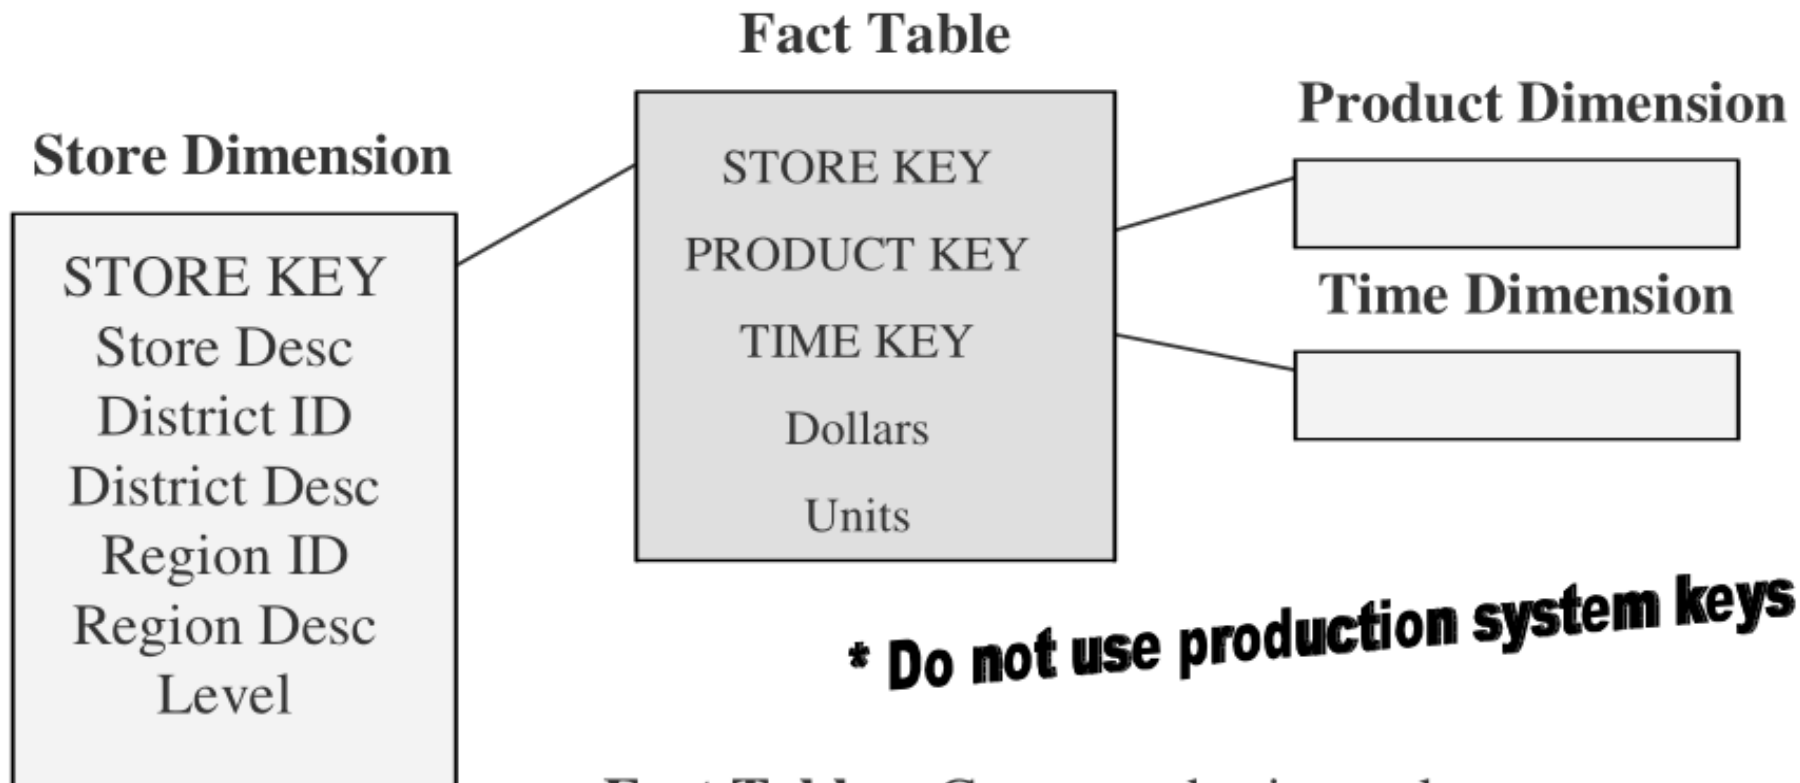 Fact Table
STORE KEY
PRODUCT KEY
TIME KEY
Dollars
Units
Store Dimension
STORE KEY
Store Desc
District ID
District Desc
Region ID
Region Desc
Level
Product Dimension
Time Dimension
* Do not use production system keys